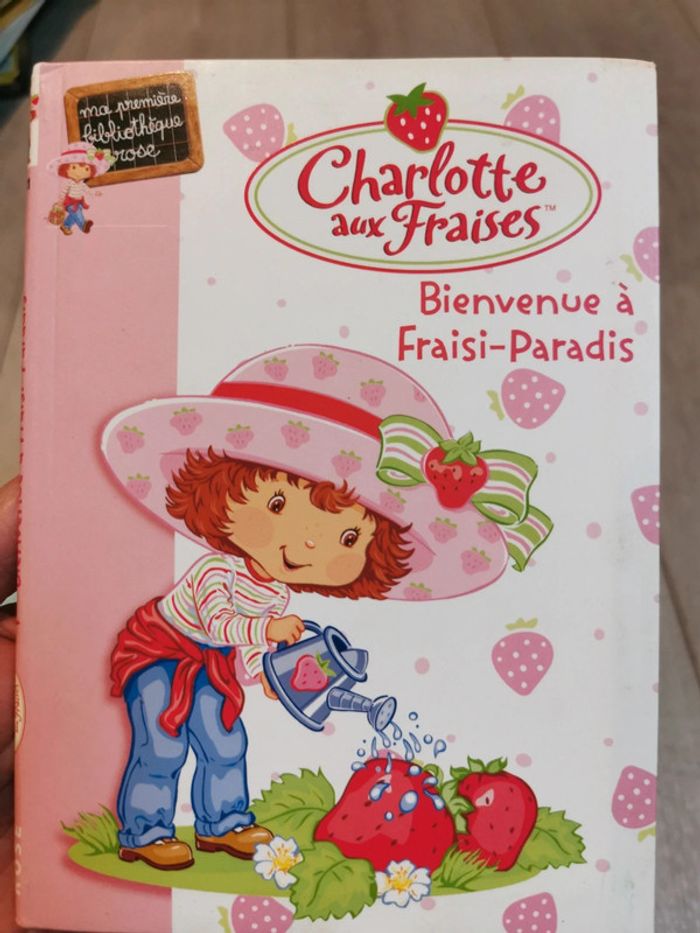 ma première
bibliothèque
rose
Charlotte
aux Fraises™
Bienvenue à
Fraisi-Paradis